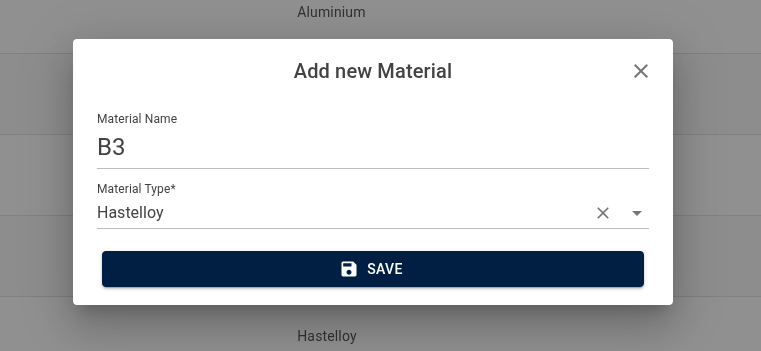 Aluminium
Add new Material
Material Name
B3
Material Type*
Hastelloy
SAVE
Hastelloy